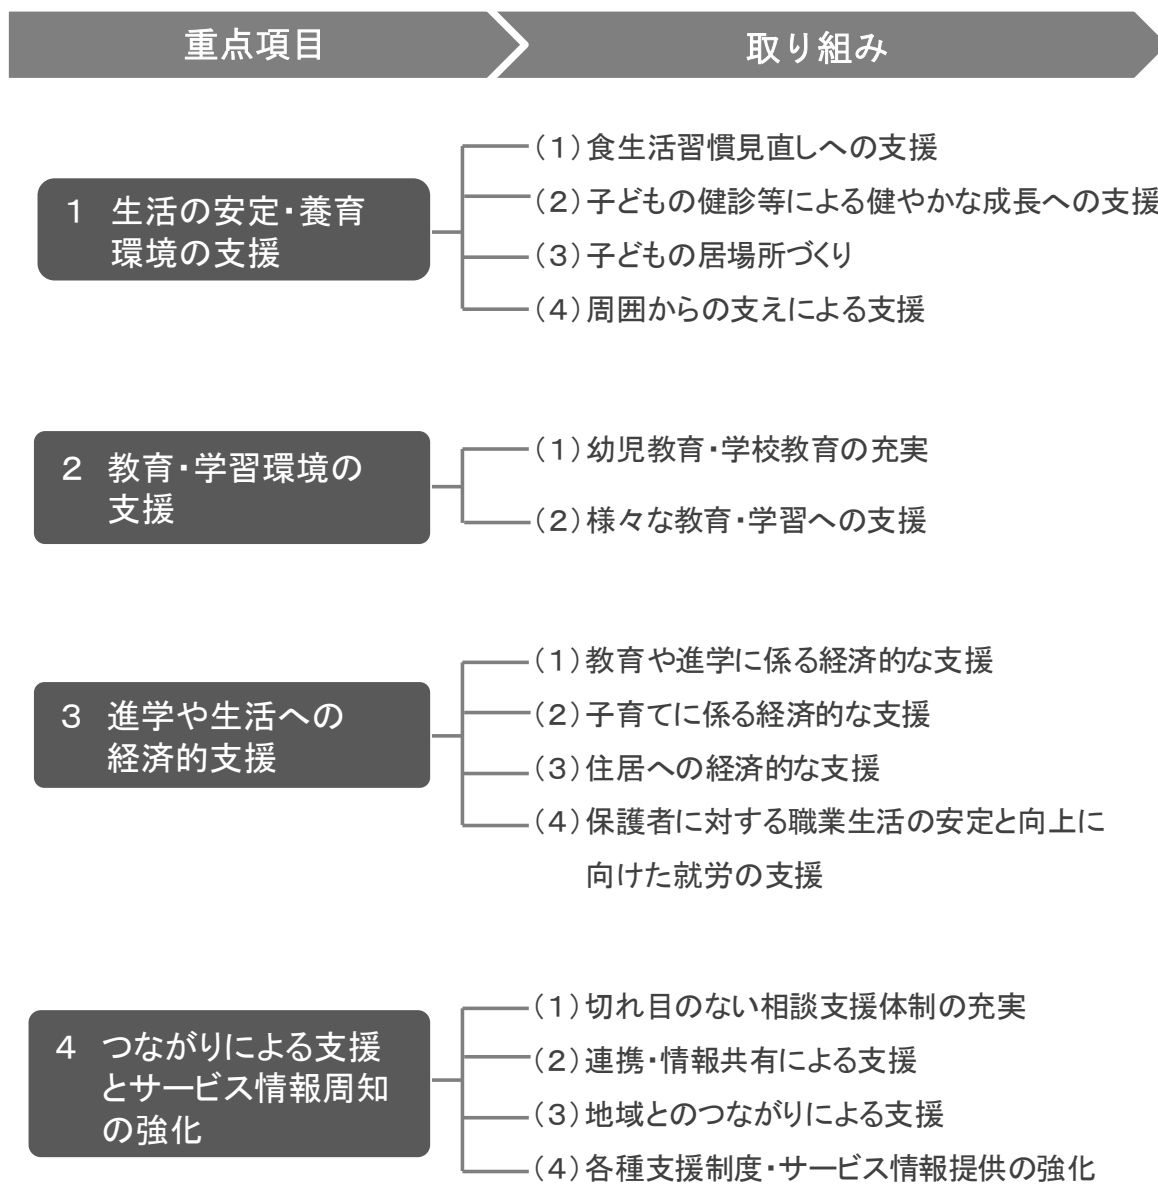 重点項目
取り組み
1 生活の安定・養育
環境の支援
(1)食生活習慣見直しへの支援
(2)子どもの健診等による健やかな成長への支援
(3)子どもの居場所づくり
(4)周囲からの支えによる支援
2 教育・学習環境の
支援
(1)幼児教育・学校教育の充実
(2)様々な教育・学習への支援
3 進学や生活への
経済的支援
(1)教育や進学に係る経済的な支援
(2)子育てに係る経済的な支援
(3)住居への経済的な支援
(4)保護者に対する職業生活の安定と向上に
向けた就労の支援
4 つながりによる支援
とサービス情報周知
の強化
(1)切れ目のない相談支援体制の充実
(2)連携・情報共有による支援
(3)地域とのつながりによる支援
(4)各種支援制度・サービス情報提供の強化